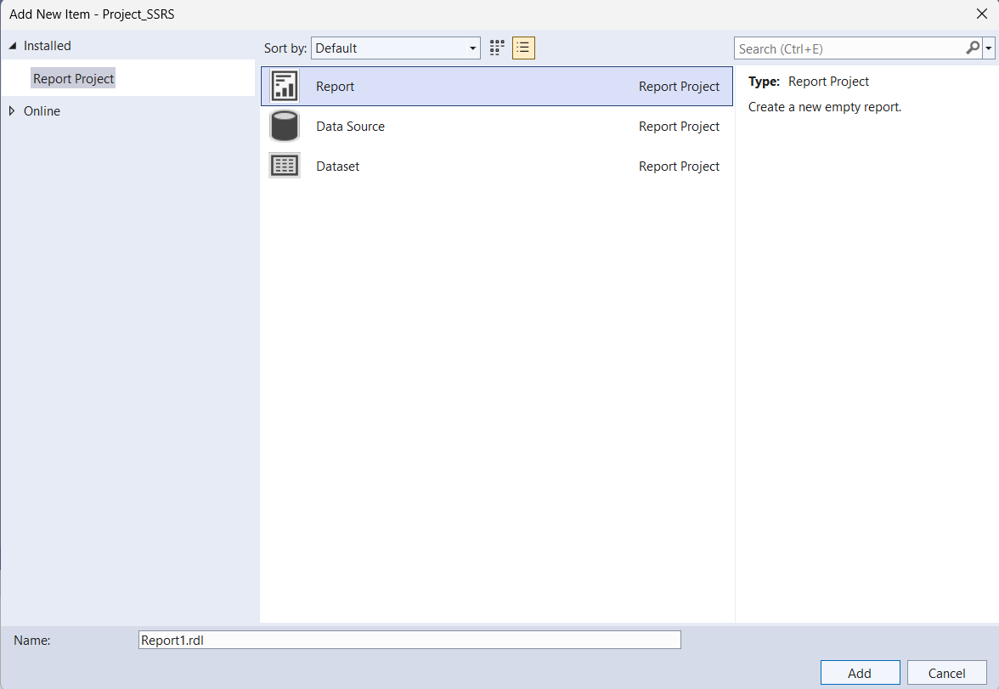 Add New Item - Project_SSRS
Installed
Report Project
Online
Sort by: Default
Search (Ctrl+E)
Report Report Project
Data Source Report Project
Dataset Report Project
Type: Report Project
Create a new empty report.
Name: Report1.rdl
Add Cancel